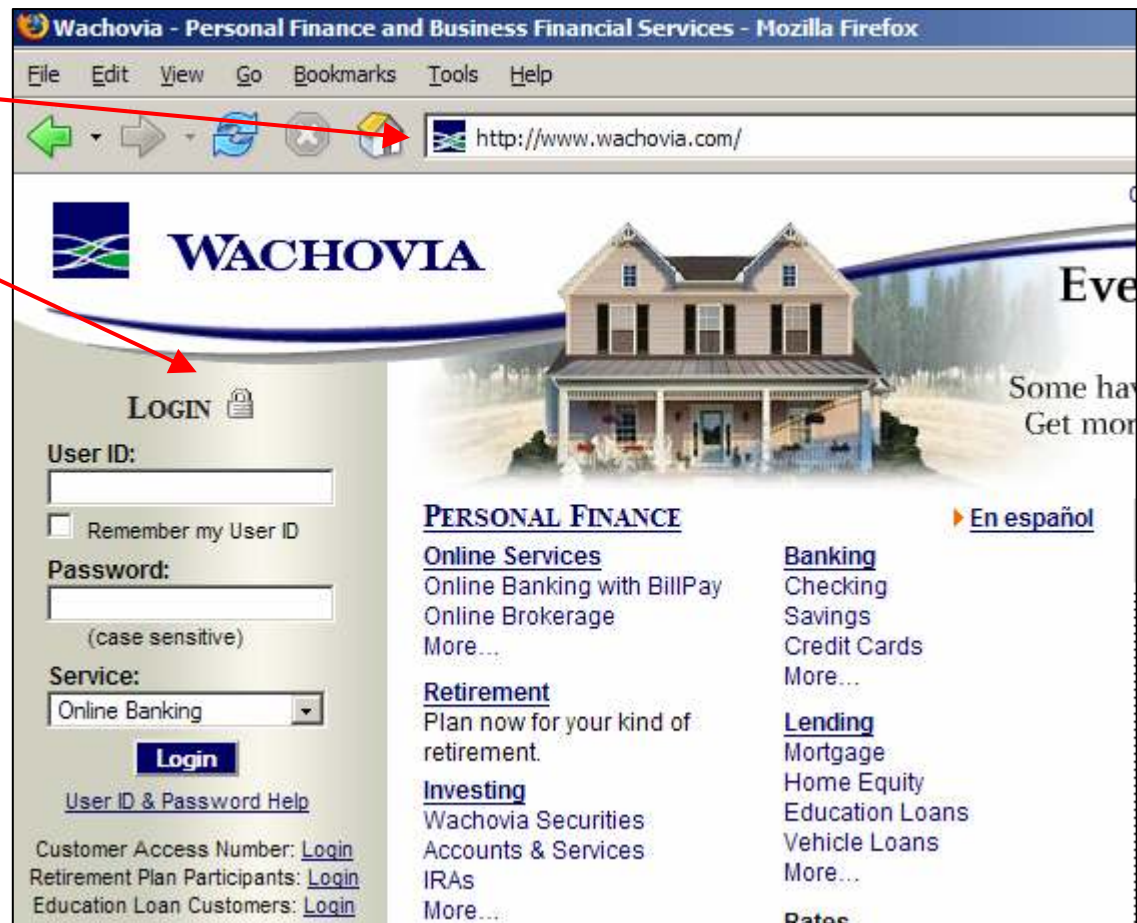 Wachovia - Personal Finance and Business Financial Services - Mozilla Firefox
File Edit View Go Bookmarks Tools Help
http://www.wachovia.com/
WACHOVIA
Eve
Some hav
Get mor
LOGIN
User ID:
Remember my User ID
Password:
(case sensitive)
Service:
Online Banking
Login
User ID & Password Help
Customer Access Number: Login
Retirement Plan Participants: Login
Education Loan Customers: Login
PERSONAL FINANCE
En español
Online Services
Online Banking with BillPay
Online Brokerage
More...
Retirement
Plan now for your kind of
retirement.
Investing
Wachovia Securities
Accounts & Services
IRAs
More...
Banking
Checking
Savings
Credit Cards
More...
Lending
Mortgage
Home Equity
Education Loans
Vehicle Loans
More...
Rates